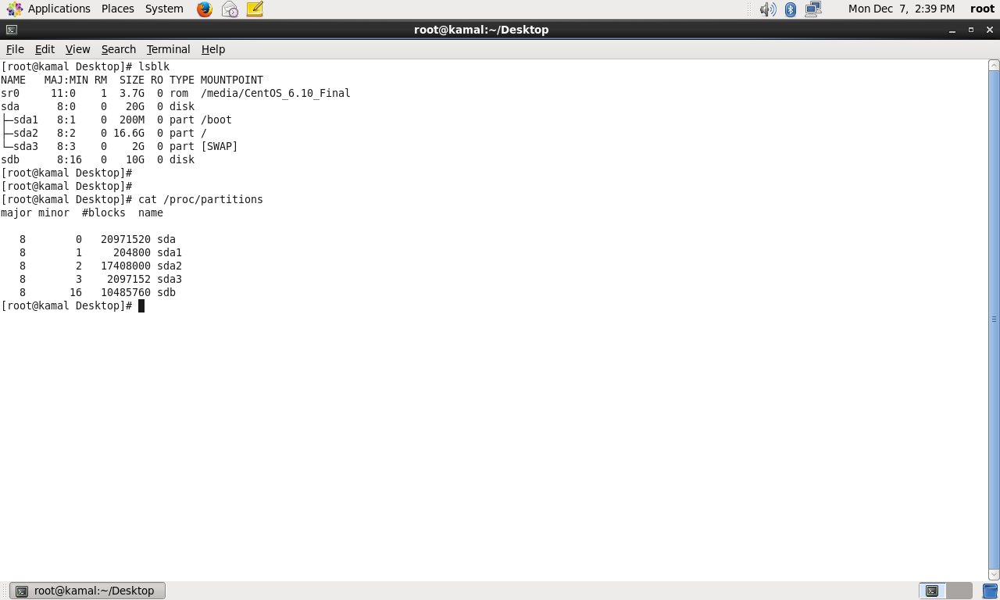 Applications Places System Mon Dec 7, 2:39 PM root
root@kamal:~/Desktop
File Edit View Search Terminal Help
[root@kamal Desktop]# lsblk
NAME   MAJ:MIN RM  SIZE RO TYPE MOUNTPOINT
sr0     11:0    1  3.7G  0 rom  /media/CentOS_6.10_Final
sda      8:0    0   20G  0 disk
├─sda1   8:1    0  200M  0 part /boot
├─sda2   8:2    0 16.6G  0 part /
└─sda3   8:3    0    2G  0 part [SWAP]
sdb      8:16   0   10G  0 disk
[root@kamal Desktop]#
[root@kamal Desktop]#
[root@kamal Desktop]# cat /proc/partitions
major minor  #blocks  name
   8        0   20971520 sda
   8        1     204800 sda1
   8        2   17408000 sda2
   8        3    2097152 sda3
   8       16   10485760 sdb
[root@kamal Desktop]#
root@kamal:~/Desktop